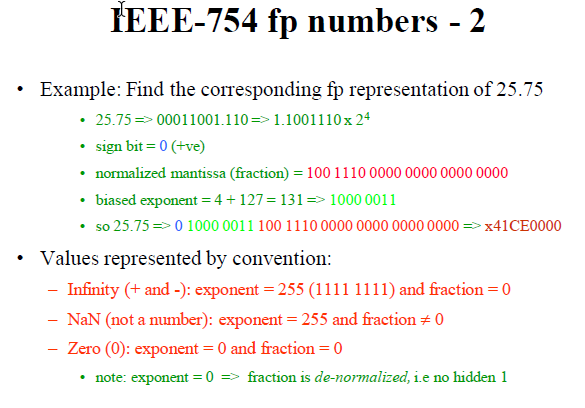 IEEE-754 fp numbers - 2
• Example: Find the corresponding fp representation of 25.75
• 25.75 => 00011001.110 => 1.1001110 x 2⁴
• sign bit = 0 (+ve)
• normalized mantissa (fraction) = 100 1110 0000 0000 0000 0000
• biased exponent = 4 + 127 = 131 => 1000 0011
• so 25.75 => 0 1000 0011 100 1110 0000 0000 0000 0000 => x41CE0000
• Values represented by convention:
– Infinity (+ and -): exponent = 255 (1111 1111) and fraction = 0
– NaN (not a number): exponent = 255 and fraction ≠ 0
– Zero (0): exponent = 0 and fraction = 0
• note: exponent = 0 => fraction is de-normalized, i.e no hidden 1